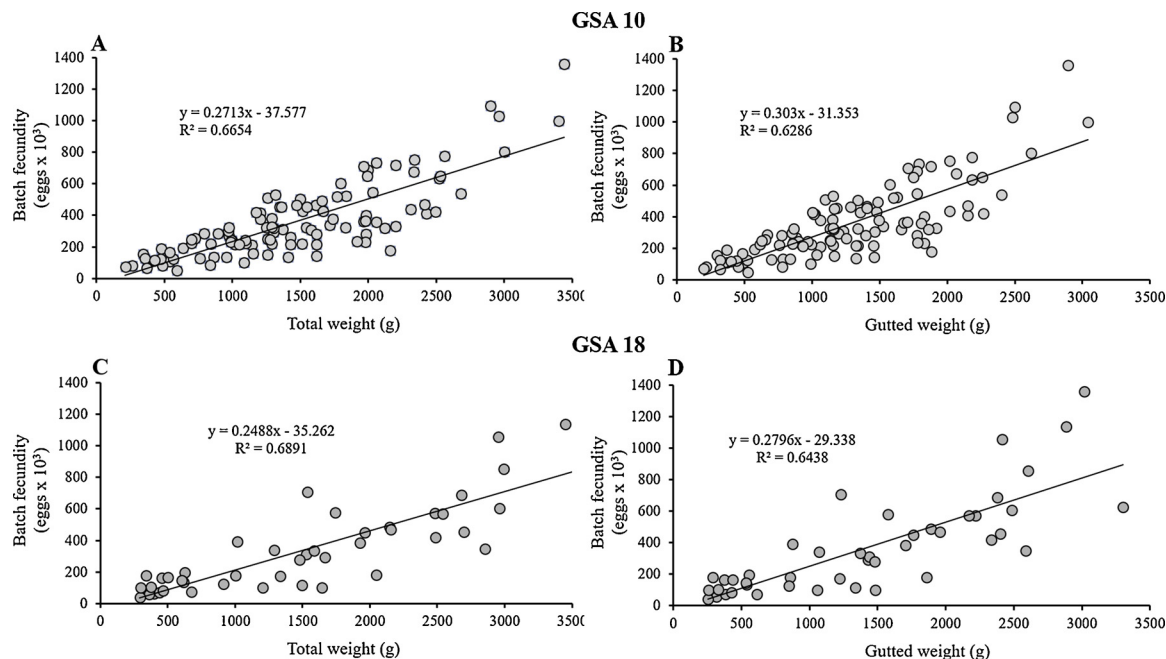 GSA 10
A
1400
1200
1000
800
600
400
200
0
Batch fecundity
(eggs x 10³)
y = 0.2713x - 37.577
R² = 0.6654
0 500 1000 1500 2000 2500 3000 3500
Total weight (g)
B
1400
1200
1000
800
600
400
200
0
Batch fecundity
(eggs x 10³)
y = 0.303x - 31.353
R² = 0.6286
0 500 1000 1500 2000 2500 3000 3500
Gutted weight (g)
GSA 18
C
1400
1200
1000
800
600
400
200
0
Batch fecundity
(eggs x 10³)
y = 0.2488x - 35.262
R² = 0.6891
0 500 1000 1500 2000 2500 3000 3500
Total weight (g)
D
1400
1200
1000
800
600
400
200
0
Batch fecundity
(eggs x 10³)
y = 0.2796x - 29.338
R² = 0.6438
0 500 1000 1500 2000 2500 3000 3500
Gutted weight (g)